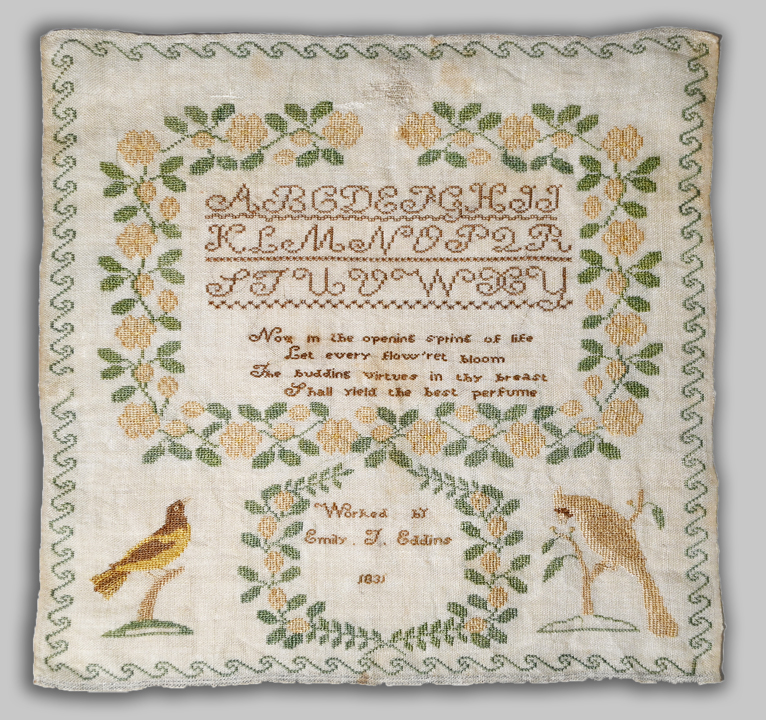 ABCDEFGHIJ
KLMNOPQR
STUVWXY
Now in the opening spring of life
Let every flow'ret bloom
The budding virtues in thy breast
Shall yield the best perfume
Worked by
Emily . J . Eddins
1831